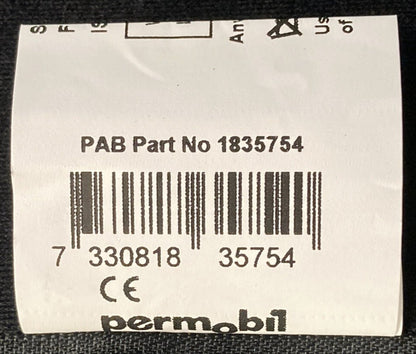 PAB Part No 1835754
7 330818 35754
CE
permobil